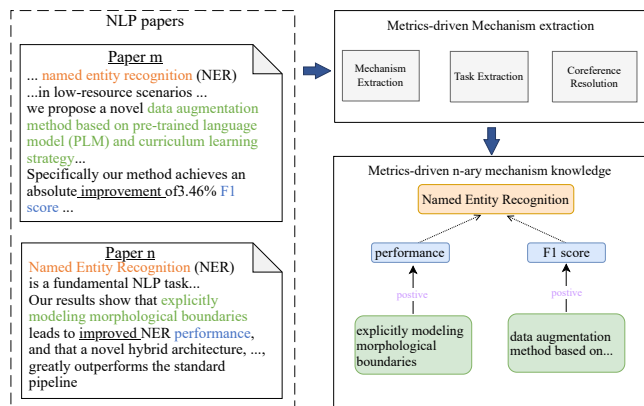 NLP papers
Paper m
... named entity recognition (NER)
...in low-resource scenarios ...
we propose a novel data augmentation
method based on pre-trained language
model (PLM) and curriculum learning
strategy...
Specifically our method achieves an
absolute improvement of3.46% F1
score ...
Paper n
Named Entity Recognition (NER)
is a fundamental NLP task...
Our results show that explicitly
modeling morphological boundaries
leads to improved NER performance,
and that a novel hybrid architecture, ...,
greatly outperforms the standard
pipeline
Metrics-driven Mechanism extraction
Mechanism
Extraction
Task Extraction
Coreference
Resolution
Metrics-driven n-ary mechanism knowledge
Named Entity Recognition
performance
F1 score
postive
postive
explicitly modeling
morphological
boundaries
data augmentation
method based on...